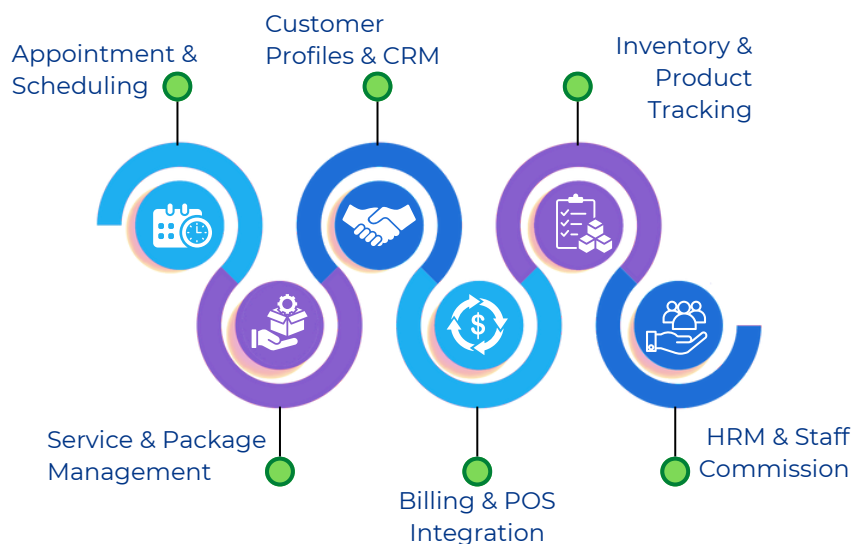 Appointment &
Scheduling
Customer
Profiles & CRM
Inventory &
Product
Tracking
$
Service & Package
Management
Billing & POS
Integration
HRM & Staff
Commission